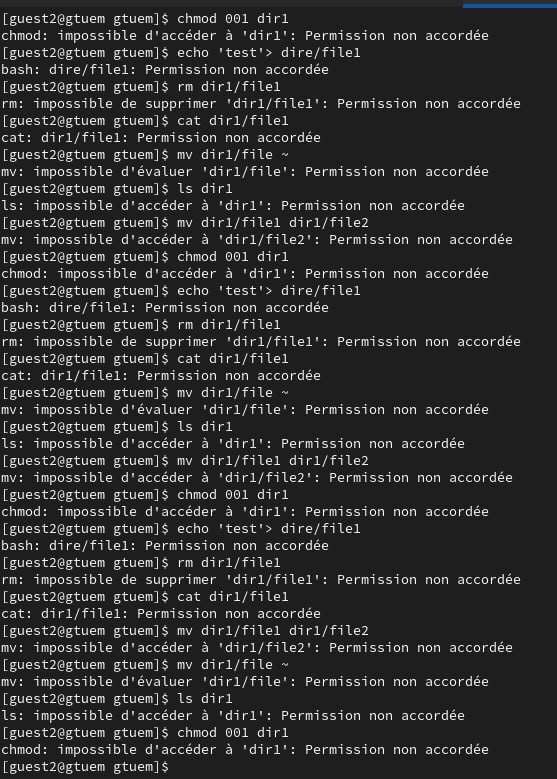 [guest2@gtuem gtuem]$ chmod 001 dir1
chmod: impossible d'accéder à 'dir1': Permission non accordée
[guest2@gtuem gtuem]$ echo 'test'> dire/file1
bash: dire/file1: Permission non accordée
[guest2@gtuem gtuem]$ rm dir1/file1
rm: impossible de supprimer 'dir1/file1': Permission non accordée
[guest2@gtuem gtuem]$ cat dir1/file1
cat: dir1/file1: Permission non accordée
[guest2@gtuem gtuem]$ mv dir1/file ~
mv: impossible d'évaluer 'dir1/file': Permission non accordée
[guest2@gtuem gtuem]$ ls dir1
ls: impossible d'accéder à 'dir1': Permission non accordée
[guest2@gtuem gtuem]$ mv dir1/file1 dir1/file2
mv: impossible d'accéder à 'dir1/file2': Permission non accordée
[guest2@gtuem gtuem]$ chmod 001 dir1
chmod: impossible d'accéder à 'dir1': Permission non accordée
[guest2@gtuem gtuem]$ echo 'test'> dire/file1
bash: dire/file1: Permission non accordée
[guest2@gtuem gtuem]$ rm dir1/file1
rm: impossible de supprimer 'dir1/file1': Permission non accordée
[guest2@gtuem gtuem]$ cat dir1/file1
cat: dir1/file1: Permission non accordée
[guest2@gtuem gtuem]$ mv dir1/file ~
mv: impossible d'évaluer 'dir1/file': Permission non accordée
[guest2@gtuem gtuem]$ ls dir1
ls: impossible d'accéder à 'dir1': Permission non accordée
[guest2@gtuem gtuem]$ mv dir1/file1 dir1/file2
mv: impossible d'accéder à 'dir1/file2': Permission non accordée
[guest2@gtuem gtuem]$ chmod 001 dir1
chmod: impossible d'accéder à 'dir1': Permission non accordée
[guest2@gtuem gtuem]$ echo 'test'> dire/file1
bash: dire/file1: Permission non accordée
[guest2@gtuem gtuem]$ rm dir1/file1
rm: impossible de supprimer 'dir1/file1': Permission non accordée
[guest2@gtuem gtuem]$ cat dir1/file1
cat: dir1/file1: Permission non accordée
[guest2@gtuem gtuem]$ mv dir1/file1 dir1/file2
mv: impossible d'accéder à 'dir1/file2': Permission non accordée
[guest2@gtuem gtuem]$ mv dir1/file ~
mv: impossible d'évaluer 'dir1/file': Permission non accordée
[guest2@gtuem gtuem]$ ls dir1
ls: impossible d'accéder à 'dir1': Permission non accordée
[guest2@gtuem gtuem]$ chmod 001 dir1
chmod: impossible d'accéder à 'dir1': Permission non accordée
[guest2@gtuem gtuem]$